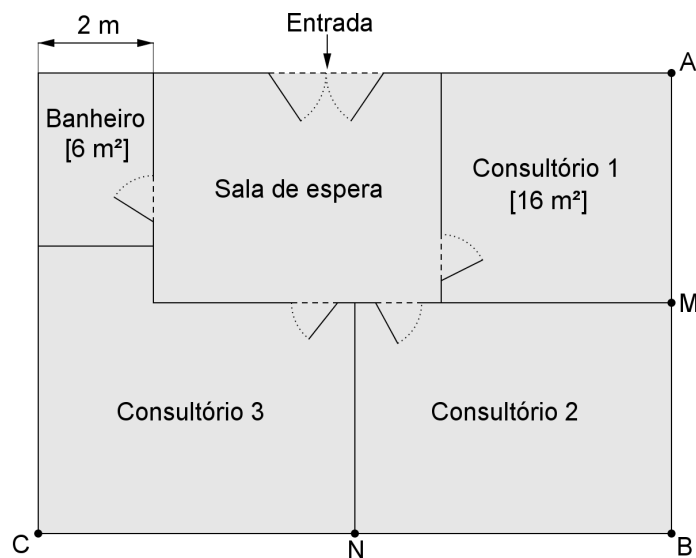 2 m
Entrada
A
Banheiro
[6 m²]
Sala de espera
Consultório 1
[16 m²]
M
Consultório 3
Consultório 2
C
N
B